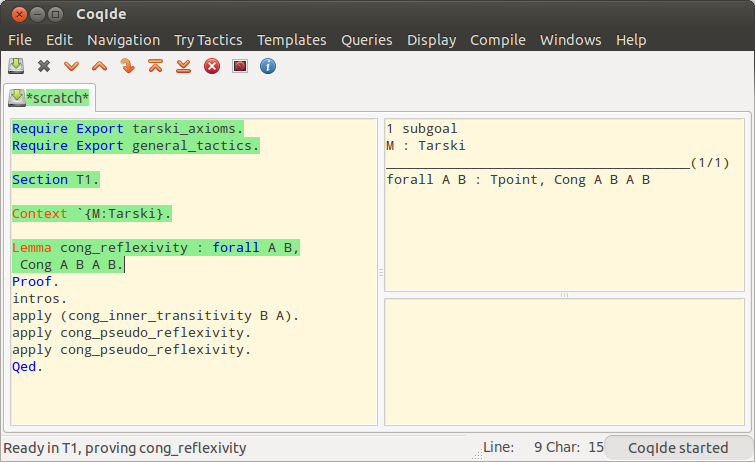 CoqIde
File Edit Navigation Try Tactics Templates Queries Display Compile Windows Help
*scratch*
Require Export tarski_axioms.
Require Export general_tactics.
Section T1.
Context `{M:Tarski}.
Lemma cong_reflexivity : forall A B,
Cong A B A B.
Proof.
intros.
apply (cong_inner_transitivity B A).
apply cong_pseudo_reflexivity.
apply cong_pseudo_reflexivity.
Qed.
1 subgoal
M : Tarski
______________________________________(1/1)
forall A B : Tpoint, Cong A B A B
Ready in T1, proving cong_reflexivity
Line: 9 Char: 15
CoqIde started